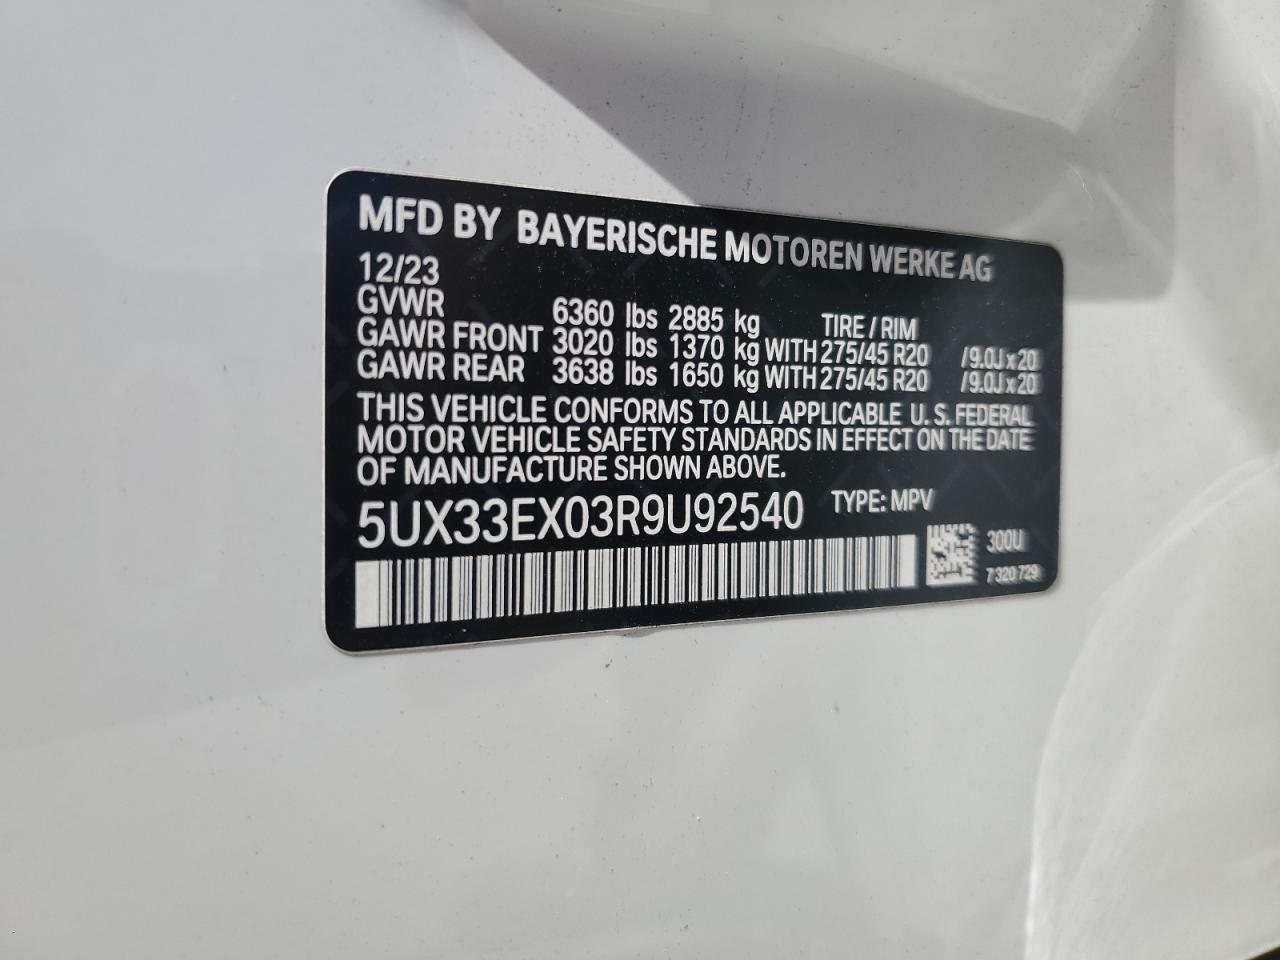 MFD BY BAYERISCHE MOTOREN WERKE AG
12/23
GVWR 6360 lbs 2885 kg TIRE / RIM
GAWR FRONT 3020 lbs 1370 kg WITH 275/45 R20 /9.0J x 20
GAWR REAR 3638 lbs 1650 kg WITH 275/45 R20 /9.0J x 20
THIS VEHICLE CONFORMS TO ALL APPLICABLE U. S. FEDERAL
MOTOR VEHICLE SAFETY STANDARDS IN EFFECT ON THE DATE
OF MANUFACTURE SHOWN ABOVE.
5UX33EX03R9U92540 TYPE: MPV
300U
7 320 729